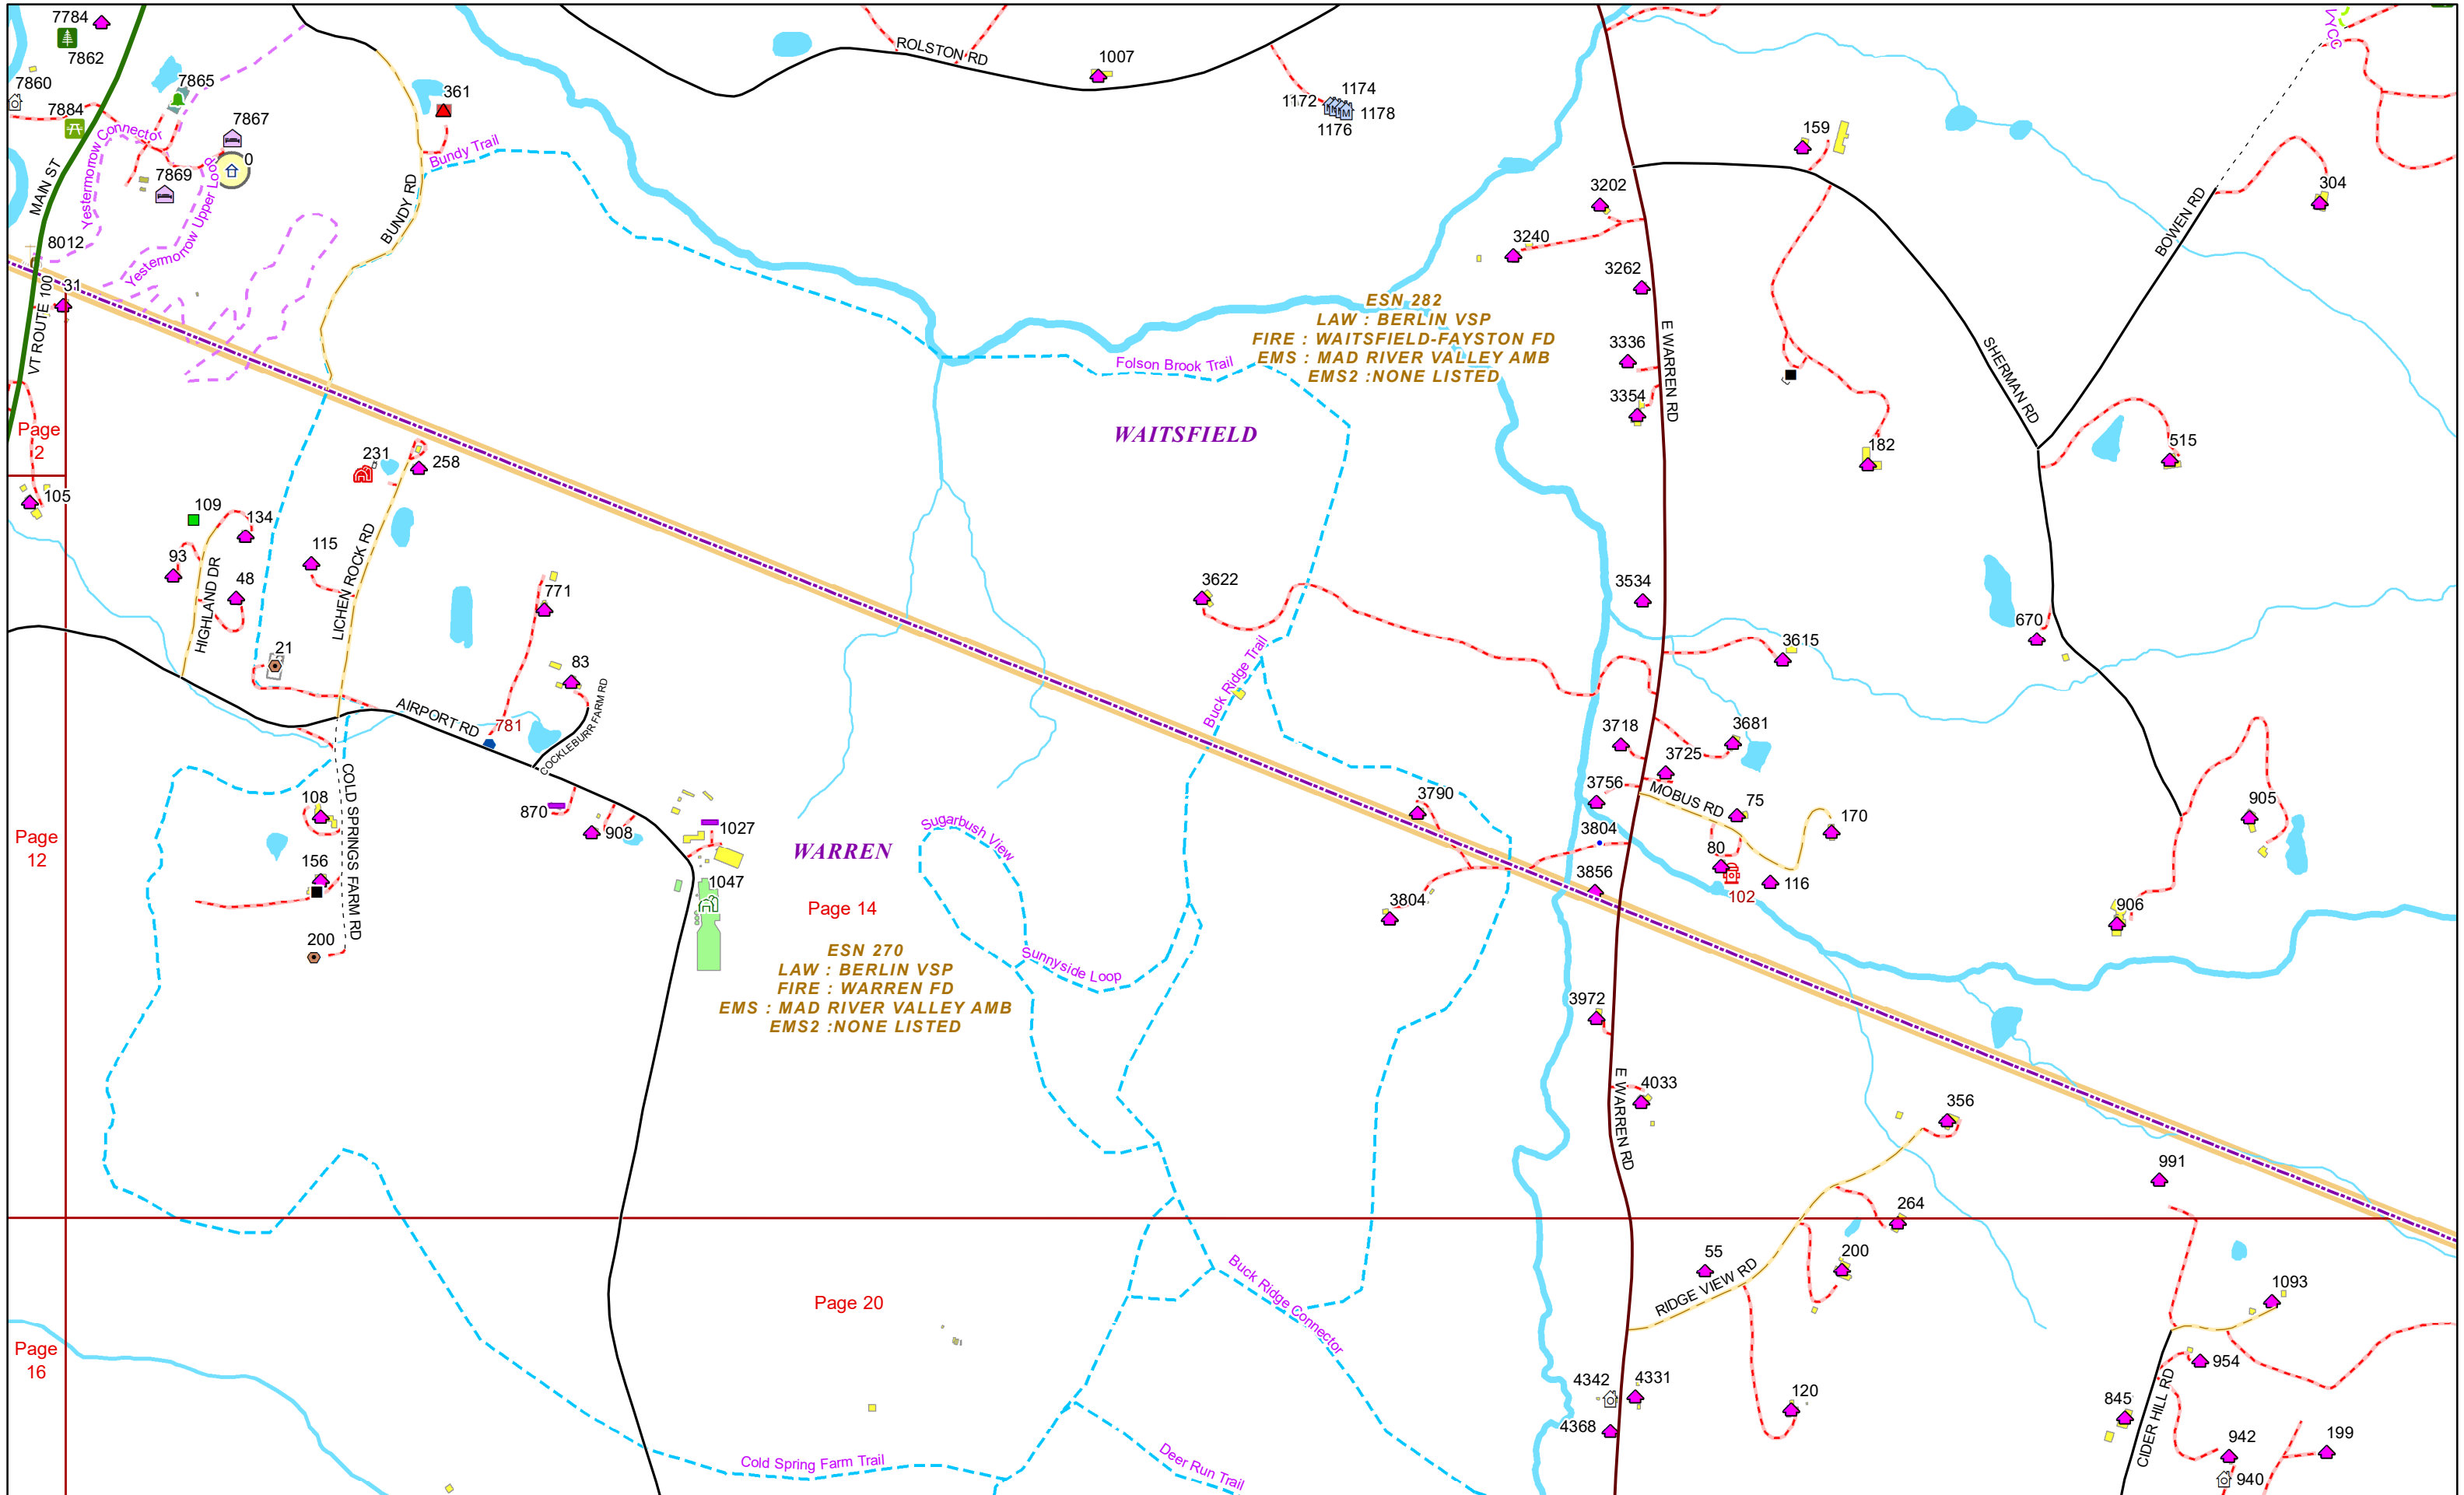 7784
7862
7860
7865
7884
7867
0
7869
361
Yestermorrow Connector
Yestermorrow Upper Loop
MAIN ST
8012
31
VT ROUTE 100
BUNDY RD
Bundy Trail
ROLSTON RD
1007
1174
1172
1178
1176
VYCC
159
3202
3240
3262
304
BOWEN RD
ESN 282
LAW : BERLIN VSP
FIRE : WAITSFIELD-FAYSTON FD
EMS : MAD RIVER VALLEY AMB
EMS2 :NONE LISTED
Folson Brook Trail
3336
3354
E WARREN RD
SHERMAN RD
WAITSFIELD
182
515
Page
2
105
231
258
109
134
93
48
115
HIGHLAND DR
LICHEN ROCK RD
771
21
83
3622
3534
3615
670
Buck Ridge Trail
AIRPORT RD
781
COCKLEBURR FARM RD
3718
3681
3725
3756
MOBUS RD
75
170
3790
905
COLD SPRINGS FARM RD
108
870
908
1027
Sugarbush View
WARREN
Page
12
156
1047
3804
80
116
102
3856
3804
906
Page 14
200
Sunnyside Loop
ESN 270
LAW : BERLIN VSP
FIRE : WARREN FD
EMS : MAD RIVER VALLEY AMB
EMS2 :NONE LISTED
3972
4033
E WARREN RD
356
991
264
55
200
RIDGE VIEW RD
1093
Buck Ridge Connector
Page 20
Page
16
954
4342
4331
4368
120
845
CIDER HILL RD
942
199
940
Cold Spring Farm Trail
Deer Run Trail